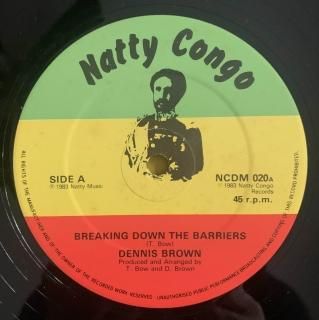 Natty Congo
SIDE A
℗ 1983 Natty Music
NCDM 020A
℗ 1983 Natty Congo
Records
45 r.p.m.
BREAKING DOWN THE BARRIERS
(T. Bow)
DENNIS BROWN
Produced and Arranged by
T. Bow and D. Brown
ALL RIGHTS OF THE MANUFACTURER AND OF THE OWNER OF THE RECORDED WORK RESERVED UNAUTHORISED PUBLIC PERFORMANCE BROADCASTING AND COPYING OF THIS RECORD PROHIBITED.